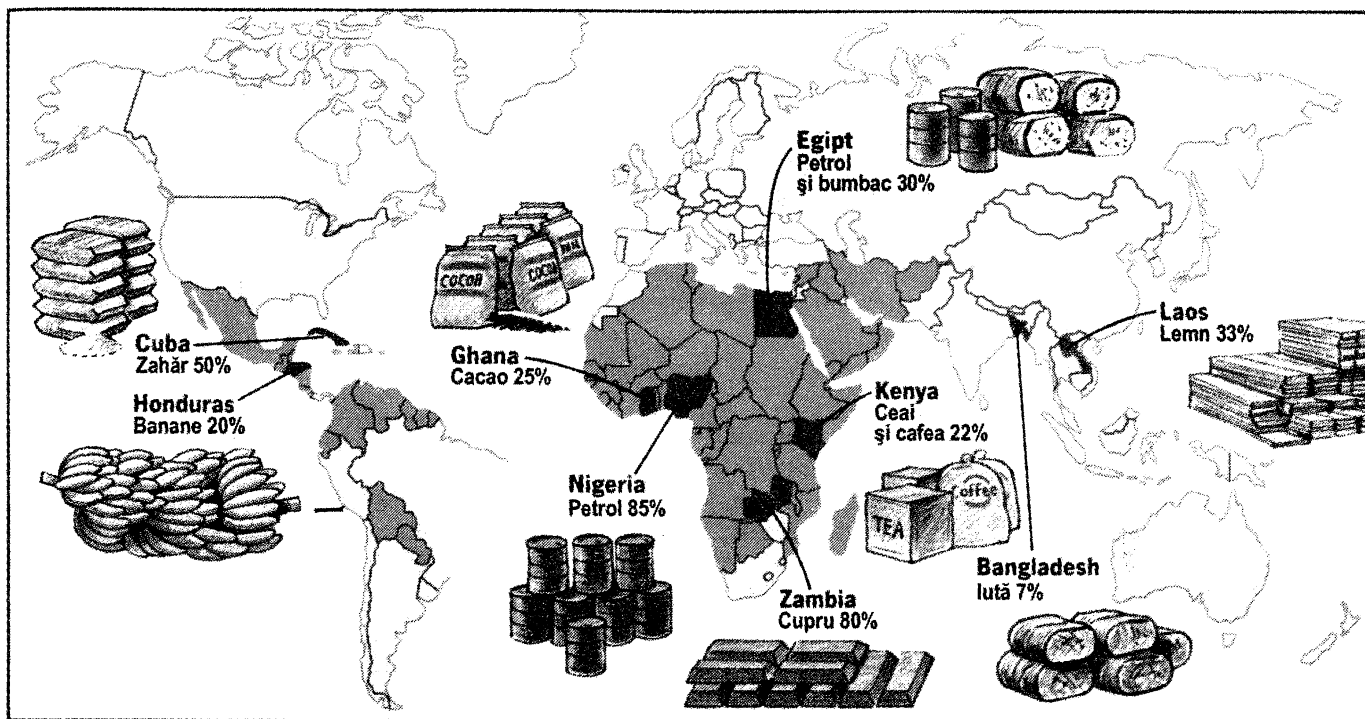 Egipt
Petrol
şi bumbac 30%
COCOA
COCOA
Cuba
Zahăr 50%
Honduras
Banane 20%
Ghana
Cacao 25%
Laos
Lemn 33%
Kenya
Ceai
şi cafea 22%
Nigeria
Petrol 85%
Coffee
TEA
Bangladesh
Iută 7%
Zambia
Cupru 80%